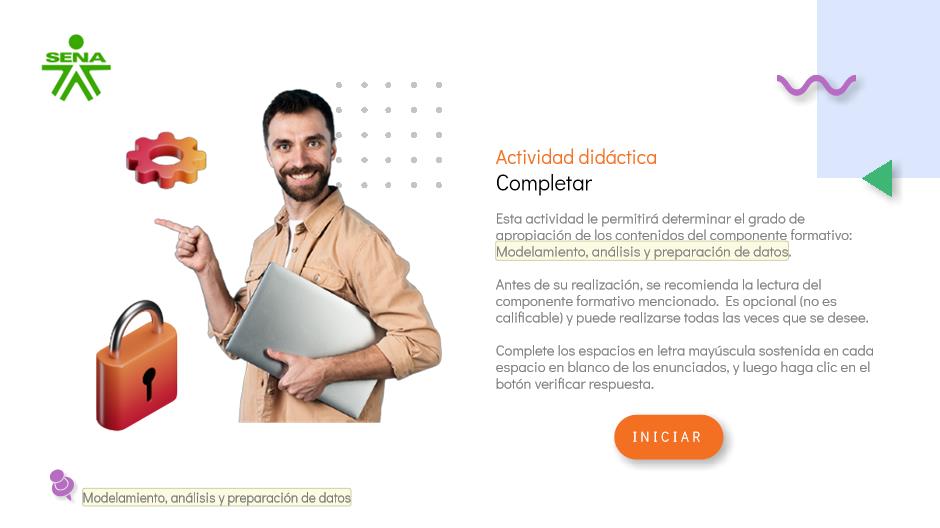 SENA
Actividad didáctica
Completar
Esta actividad le permitirá determinar el grado de
apropiación de los contenidos del componente formativo:
Modelamiento, análisis y preparación de datos.
Antes de su realización, se recomienda la lectura del
componente formativo mencionado. Es opcional (no es
calificable) y puede realizarse todas las veces que se desee.
Complete los espacios en letra mayúscula sostenida en cada
espacio en blanco de los enunciados, y luego haga clic en el
botón verificar respuesta.
INICIAR
Modelamiento, análisis y preparación de datos